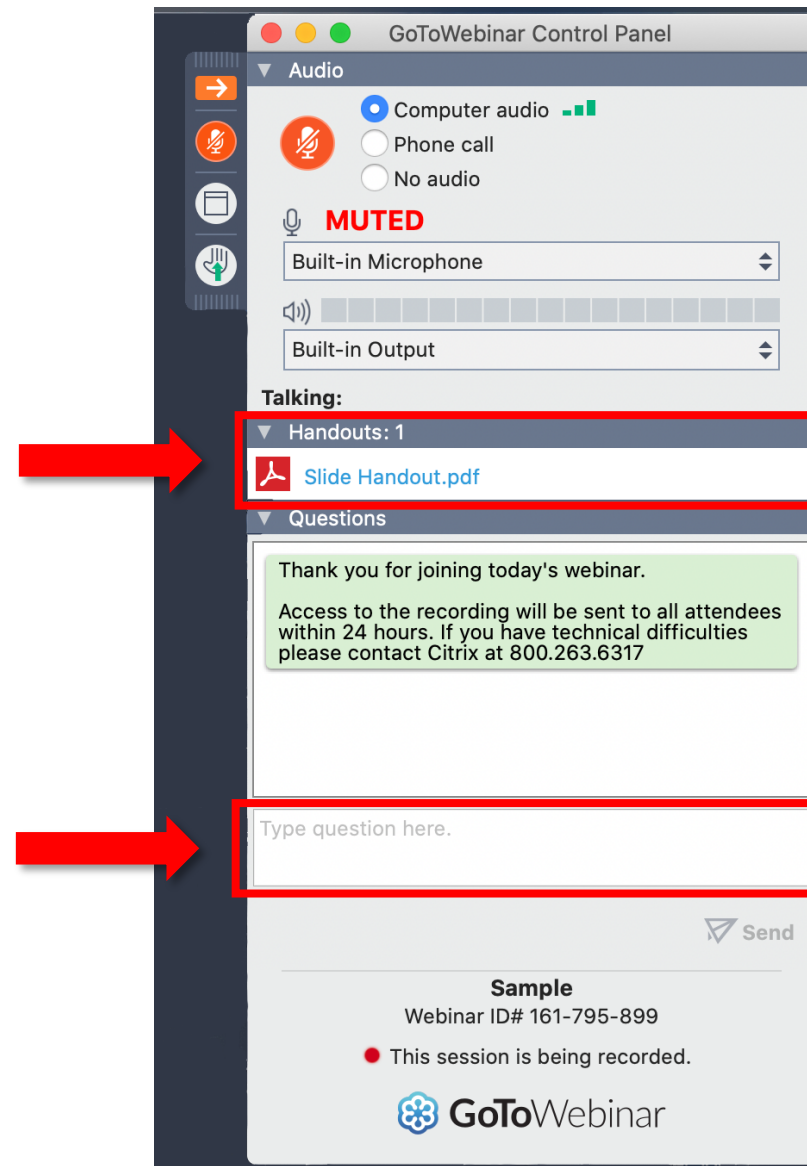 GoToWebinar Control Panel
Audio
Computer audio
Phone call
No audio
MUTED
Built-in Microphone
Built-in Output
Talking:
Handouts: 1
Slide Handout.pdf
Questions
Thank you for joining today's webinar.
Access to the recording will be sent to all attendees
within 24 hours. If you have technical difficulties
please contact Citrix at 800.263.6317
Type question here.
Send
Sample
Webinar ID# 161-795-899
This session is being recorded.
GoToWebinar